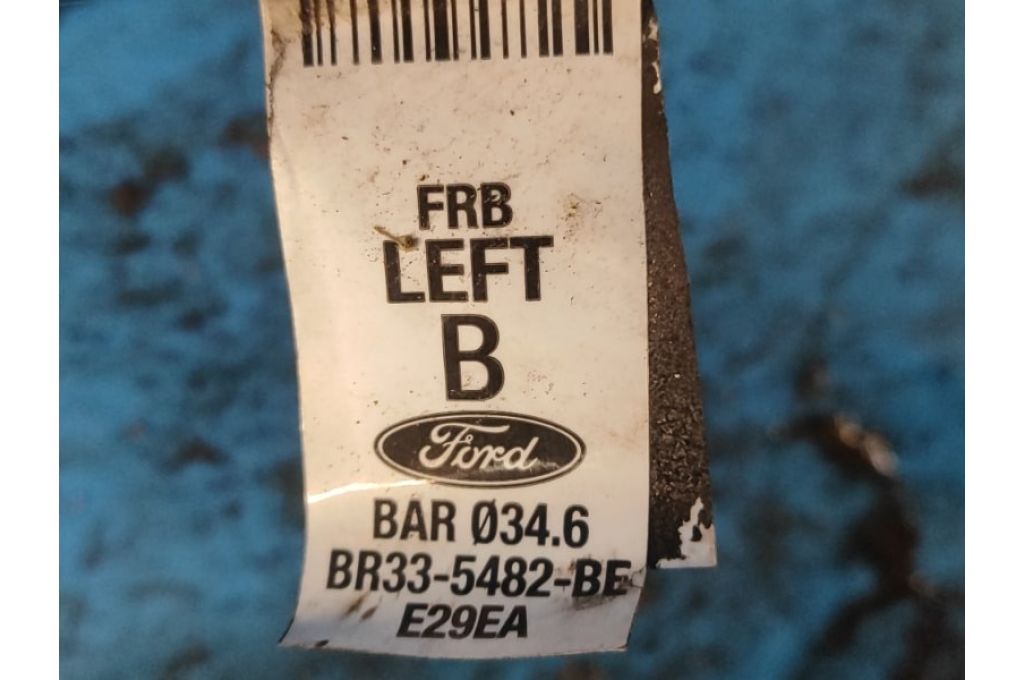 FRB
LEFT
B
Ford
BAR Ø34.6
BR33-5482-BE
E29EA